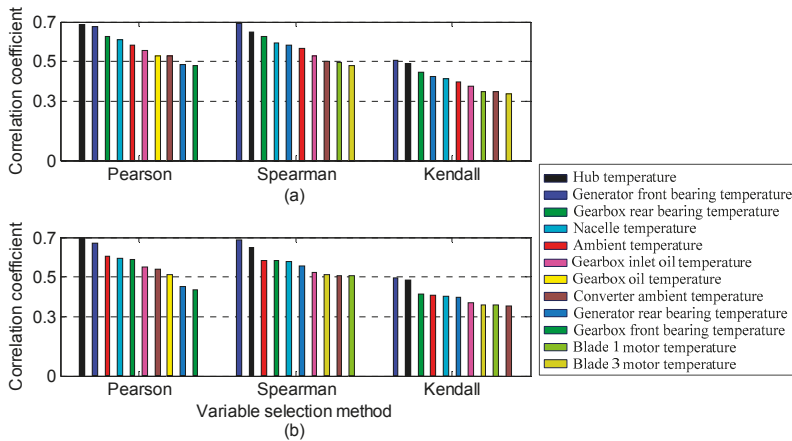 Correlation coefficient
0.7
0.5
0.3
0
Pearson
Spearman
Kendall
(a)
Correlation coefficient
0.7
0.5
0.3
0
Pearson
Spearman
Kendall
Variable selection method
(b)
Hub temperature
Generator front bearing temperature
Gearbox rear bearing temperature
Nacelle temperature
Ambient temperature
Gearbox inlet oil temperature
Gearbox oil temperature
Converter ambient temperature
Generator rear bearing temperature
Gearbox front bearing temperature
Blade 1 motor temperature
Blade 3 motor temperature